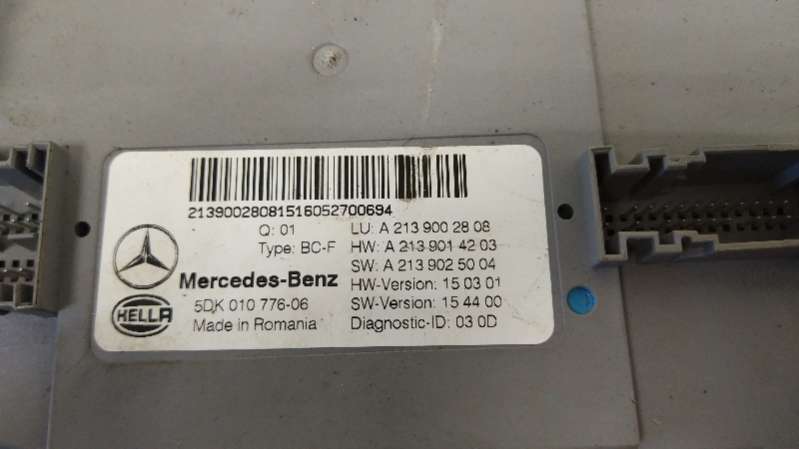 21390028081516052700694
Q: 01
Type: BC-F
Mercedes-Benz
HELLA
5DK 010 776-06
Made in Romania
LU: A 213 900 28 08
HW: A 213 901 42 03
SW: A 213 902 50 04
HW-Version: 15 03 01
SW-Version: 15 44 00
Diagnostic-ID: 03 0D